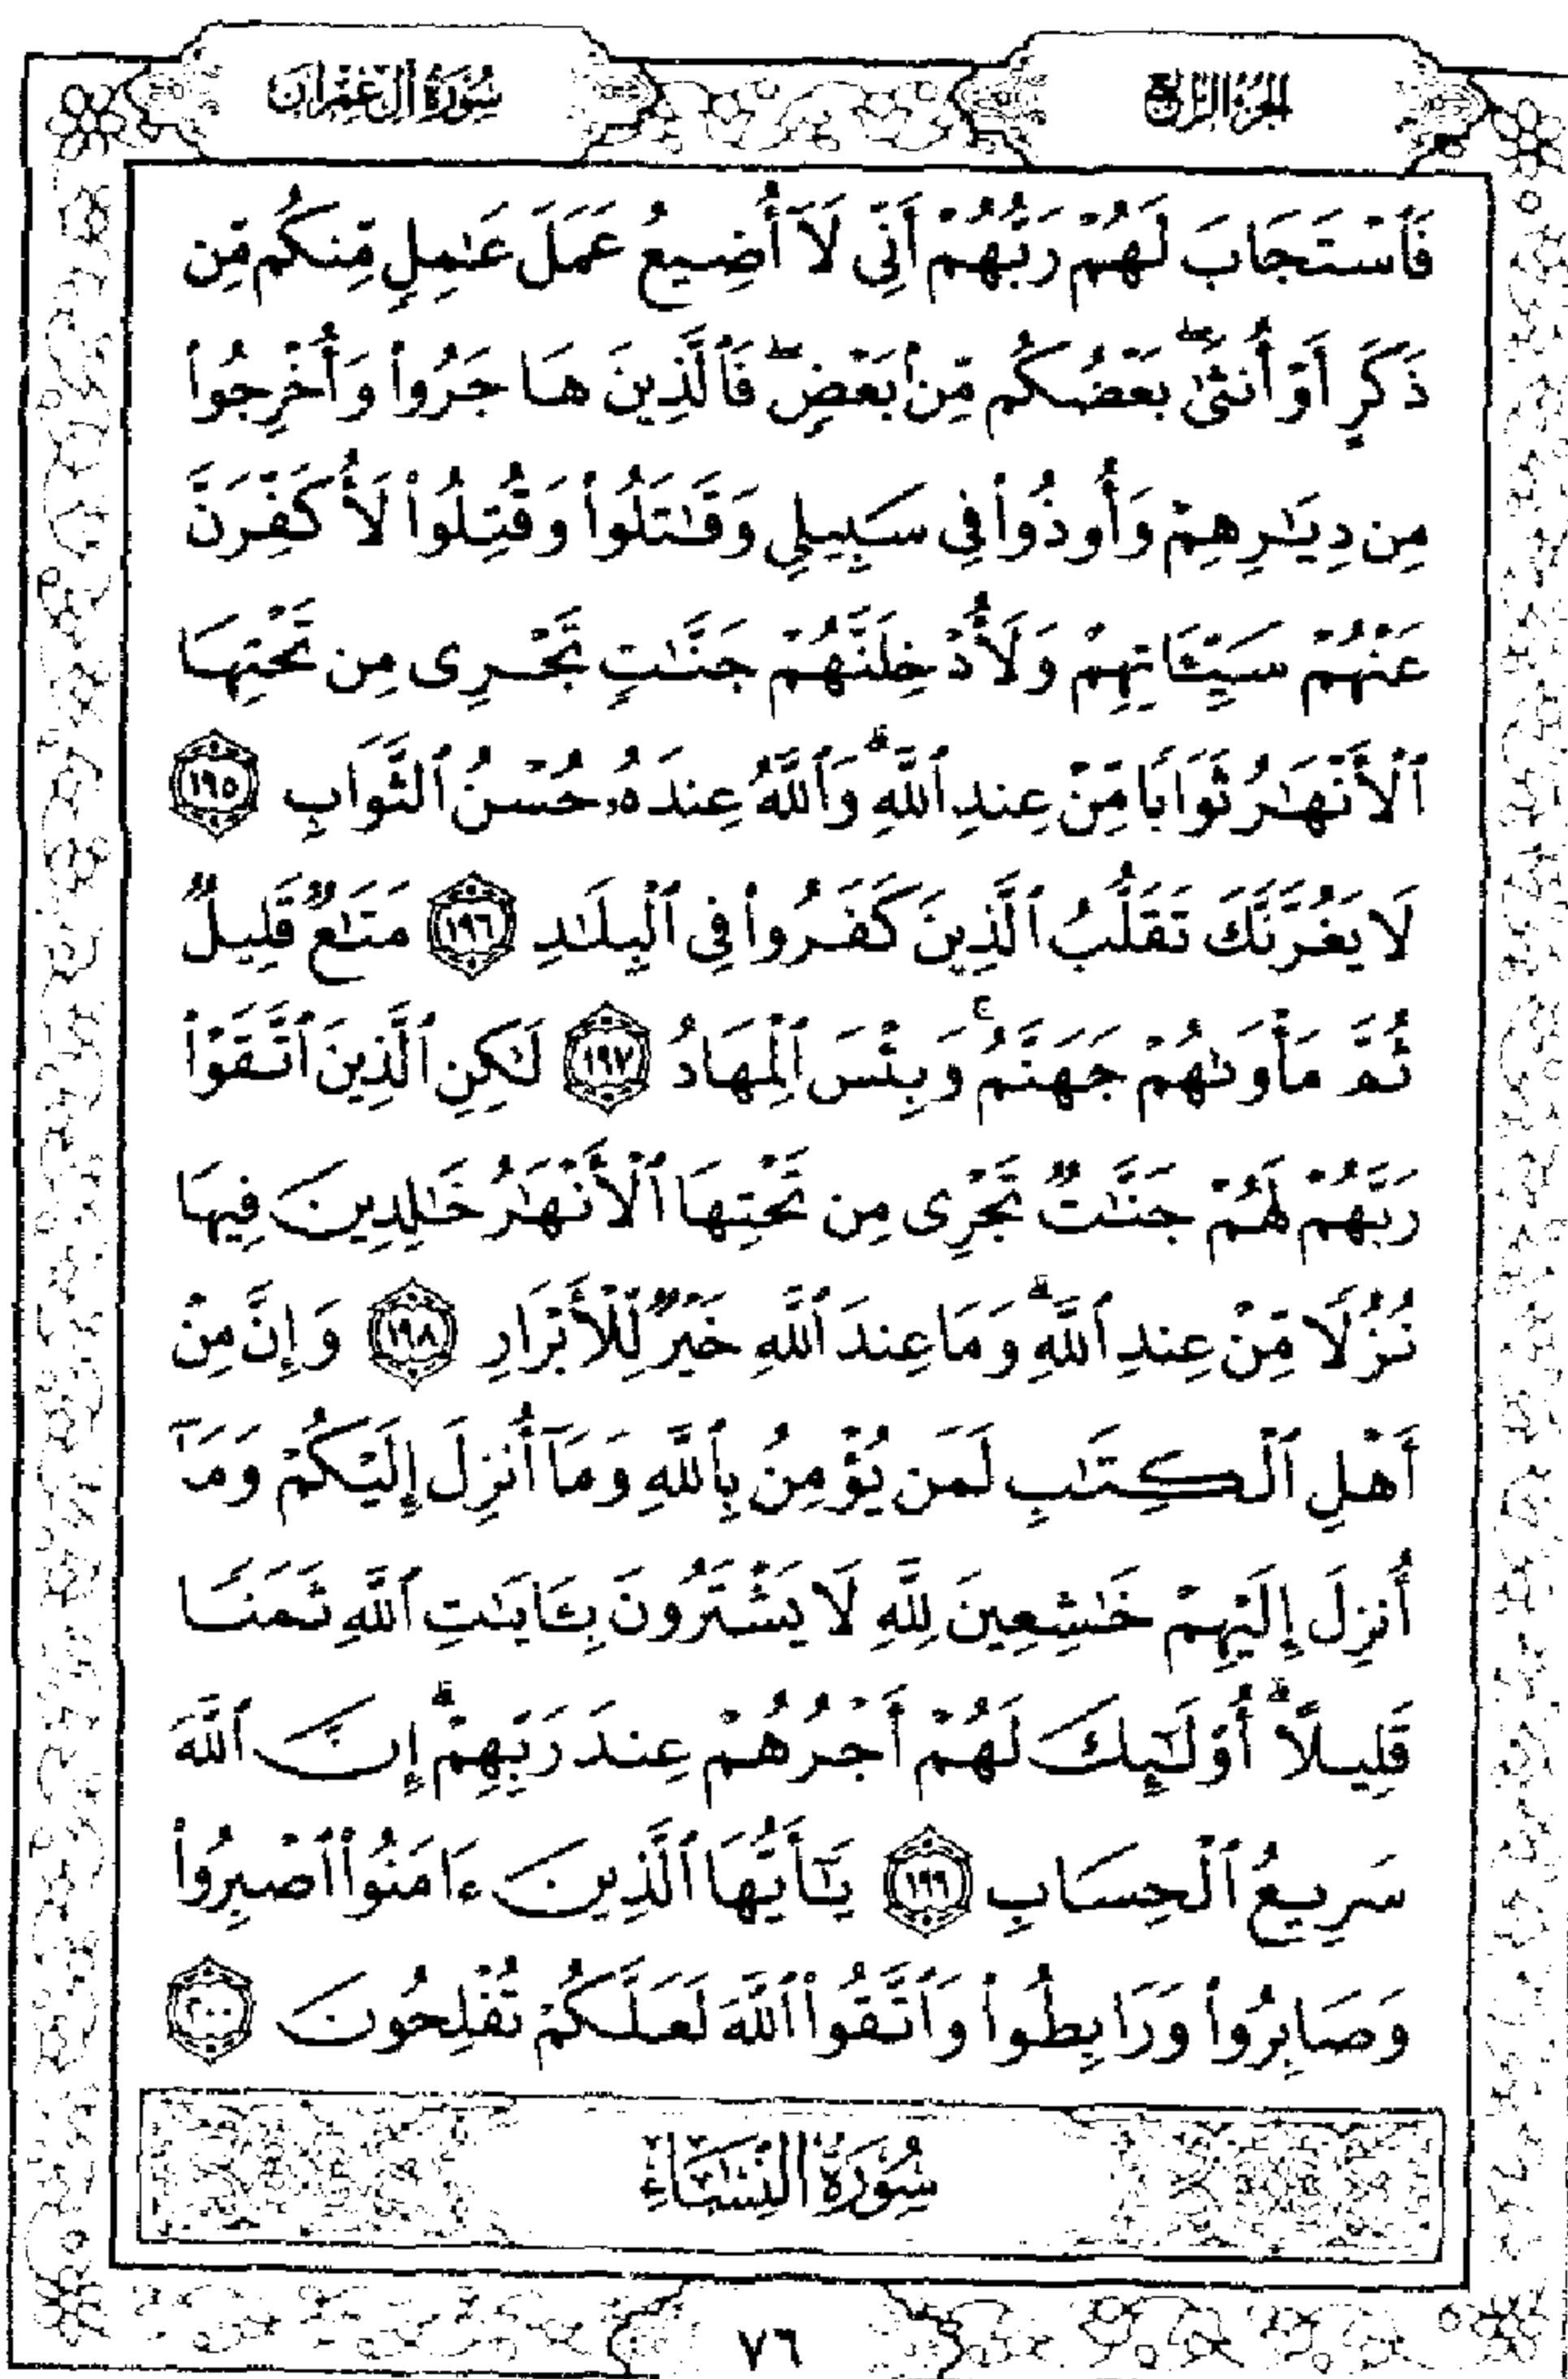 الجزء الرابع
سورة آل عمران
فَٱسْتَجَابَ لَهُمْ رَبُّهُمْ أَنِّى لَآ أُضِيعُ عَمَلَ عَٰمِلٍ مِّنكُم مِّن
ذَكَرٍ أَوْ أُنثَىٰۖ بَعْضُكُم مِّنۢ بَعْضٍۖ فَٱلَّذِينَ هَاجَرُوا۟ وَأُخْرِجُوا۟
مِن دِيَٰرِهِمْ وَأُوذُوا۟ فِى سَبِيلِى وَقَٰتَلُوا۟ وَقُتِلُوا۟ لَأُكَفِّرَنَّ
عَنْهُمْ سَيِّـَٔاتِهِمْ وَلَأُدْخِلَنَّهُمْ جَنَّٰتٍ تَجْرِى مِن تَحْتِهَا
ٱلْأَنْهَٰرُ ثَوَابًا مِّنْ عِندِ ٱللَّهِۗ وَٱللَّهُ عِندَهُۥ حُسْنُ ٱلثَّوَابِ ١٩٥
لَا يَغُرَّنَّكَ تَقَلُّبُ ٱلَّذِينَ كَفَرُوا۟ فِى ٱلْبِلَٰدِ ١٩٦ مَتَٰعٌ قَلِيلٌ
ثُمَّ مَأْوَىٰهُمْ جَهَنَّمُۚ وَبِئْسَ ٱلْمِهَادُ ١٩٧ لَٰكِنِ ٱلَّذِينَ ٱتَّقَوْا۟
رَبَّهُمْ لَهُمْ جَنَّٰتٌ تَجْرِى مِن تَحْتِهَا ٱلْأَنْهَٰرُ خَٰلِدِينَ فِيهَا
نُزُلًا مِّنْ عِندِ ٱللَّهِۗ وَمَا عِندَ ٱللَّهِ خَيْرٌ لِّلْأَبْرَارِ ١٩٨ وَإِنَّ مِنْ
أَهْلِ ٱلْكِتَٰبِ لَمَن يُؤْمِنُ بِٱللَّهِ وَمَآ أُنزِلَ إِلَيْكُمْ وَمَآ
أُنزِلَ إِلَيْهِمْ خَٰشِعِينَ لِلَّهِ لَا يَشْتَرُونَ بِـَٔايَٰتِ ٱللَّهِ ثَمَنًا
قَلِيلًاۗ أُو۟لَٰٓئِكَ لَهُمْ أَجْرُهُمْ عِندَ رَبِّهِمْۗ إِنَّ ٱللَّهَ
سَرِيعُ ٱلْحِسَابِ ١٩٩ يَٰٓأَيُّهَا ٱلَّذِينَ ءَامَنُوا۟ ٱصْبِرُوا۟
وَصَابِرُوا۟ وَرَابِطُوا۟ وَٱتَّقُوا۟ ٱللَّهَ لَعَلَّكُمْ تُفْلِحُونَ ٢٠٠
سُورَةُ النِّسَاءِ
٧٦